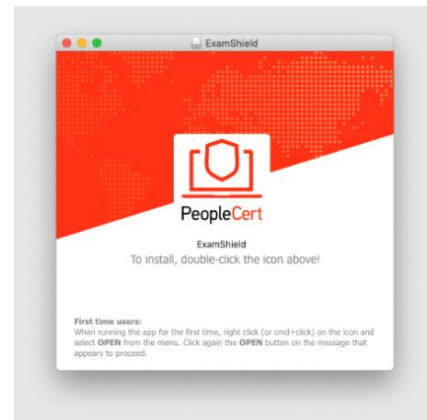 ExamShield
PeopleCert
ExamShield
To install, double-click the icon above!
First time users:
When running the app for the first time, right click (or cmd+click) on the icon and
select OPEN from the menu. Click again the OPEN button on the message that
appears to proceed.